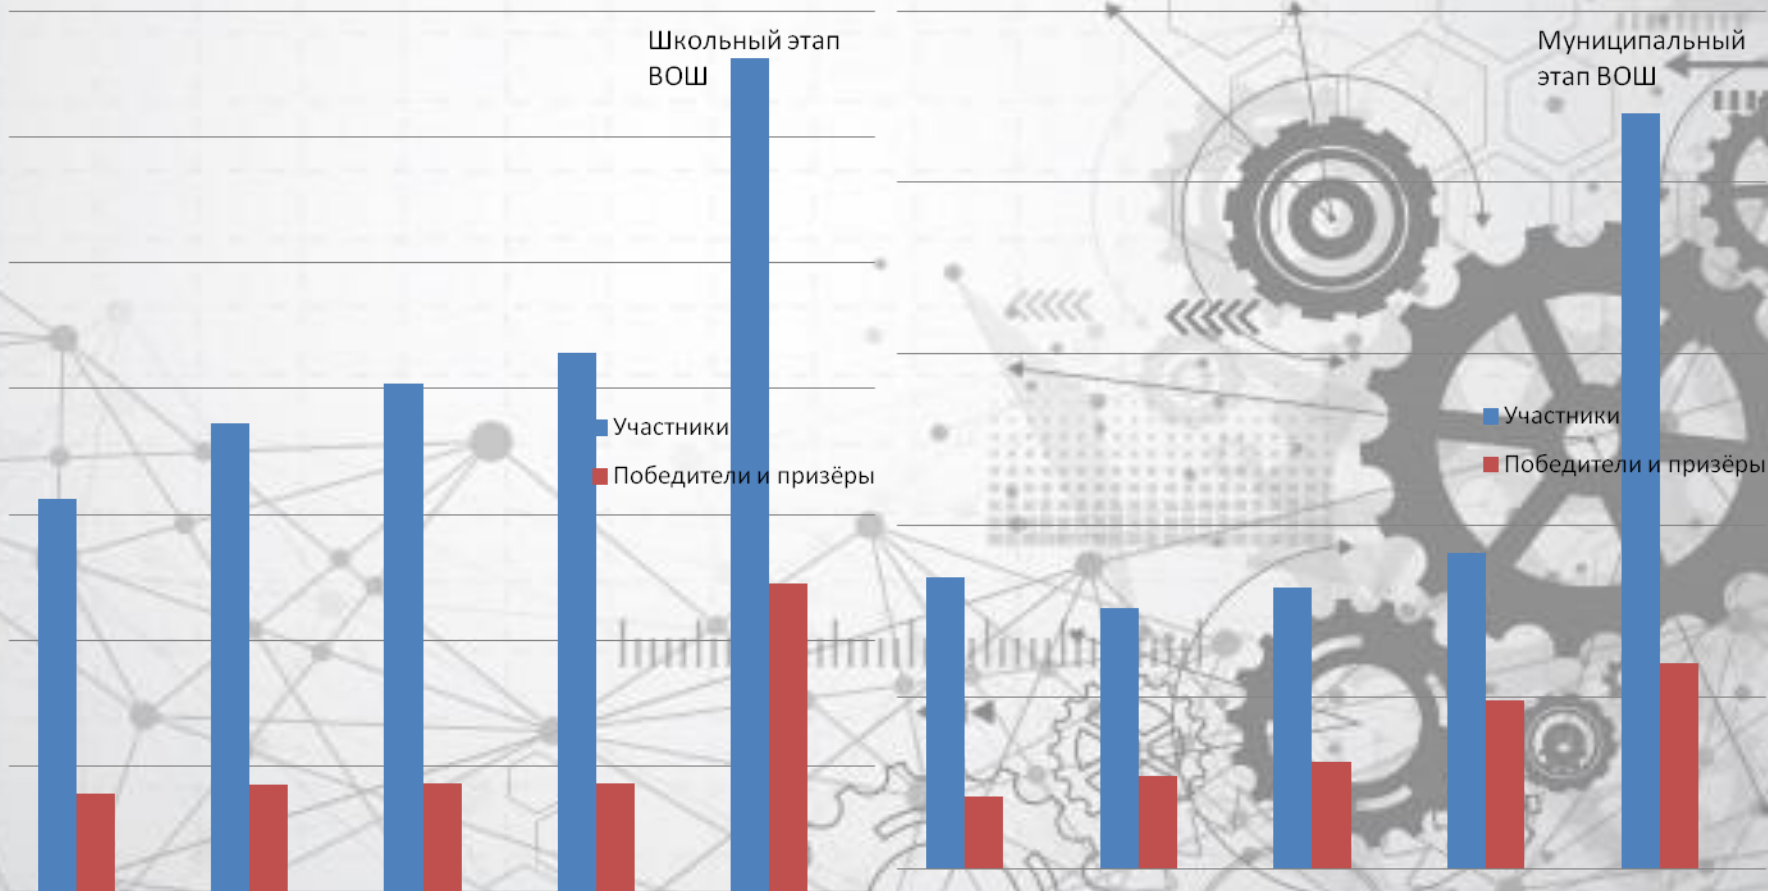 Школьный этап
ВОШ
Участники
Победители и призёры
Муниципальный
этап ВОШ
Участники
Победители и призёры